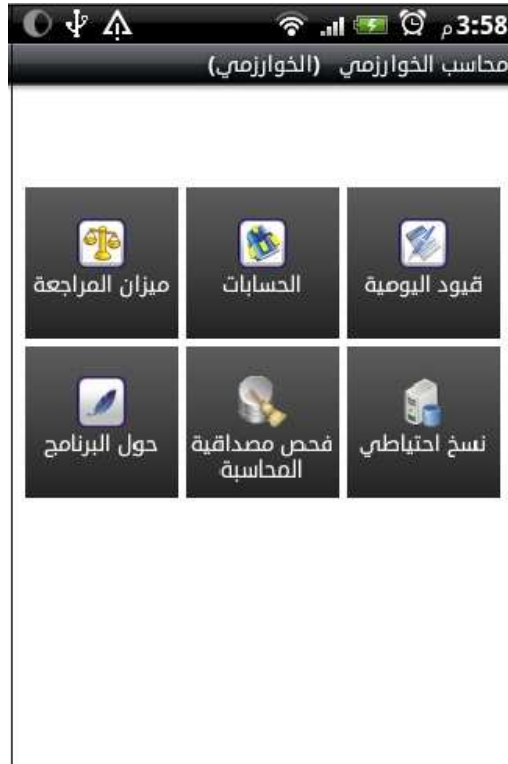 3:58 م
محاسب الخوارزمي (الخوارزمي)
قيود اليومية
الحسابات
ميزان المراجعة
نسخ احتياطي
فحص مصداقية
المحاسبة
حول البرنامج